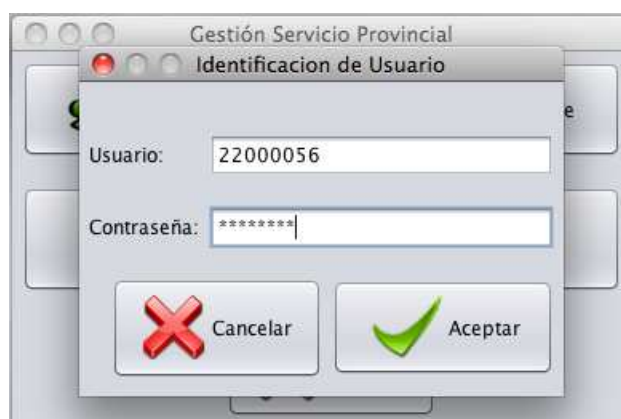 Gestión Servicio Provincial
Identificacion de Usuario
e
Usuario: 22000056
Contraseña: ********
Cancelar Aceptar